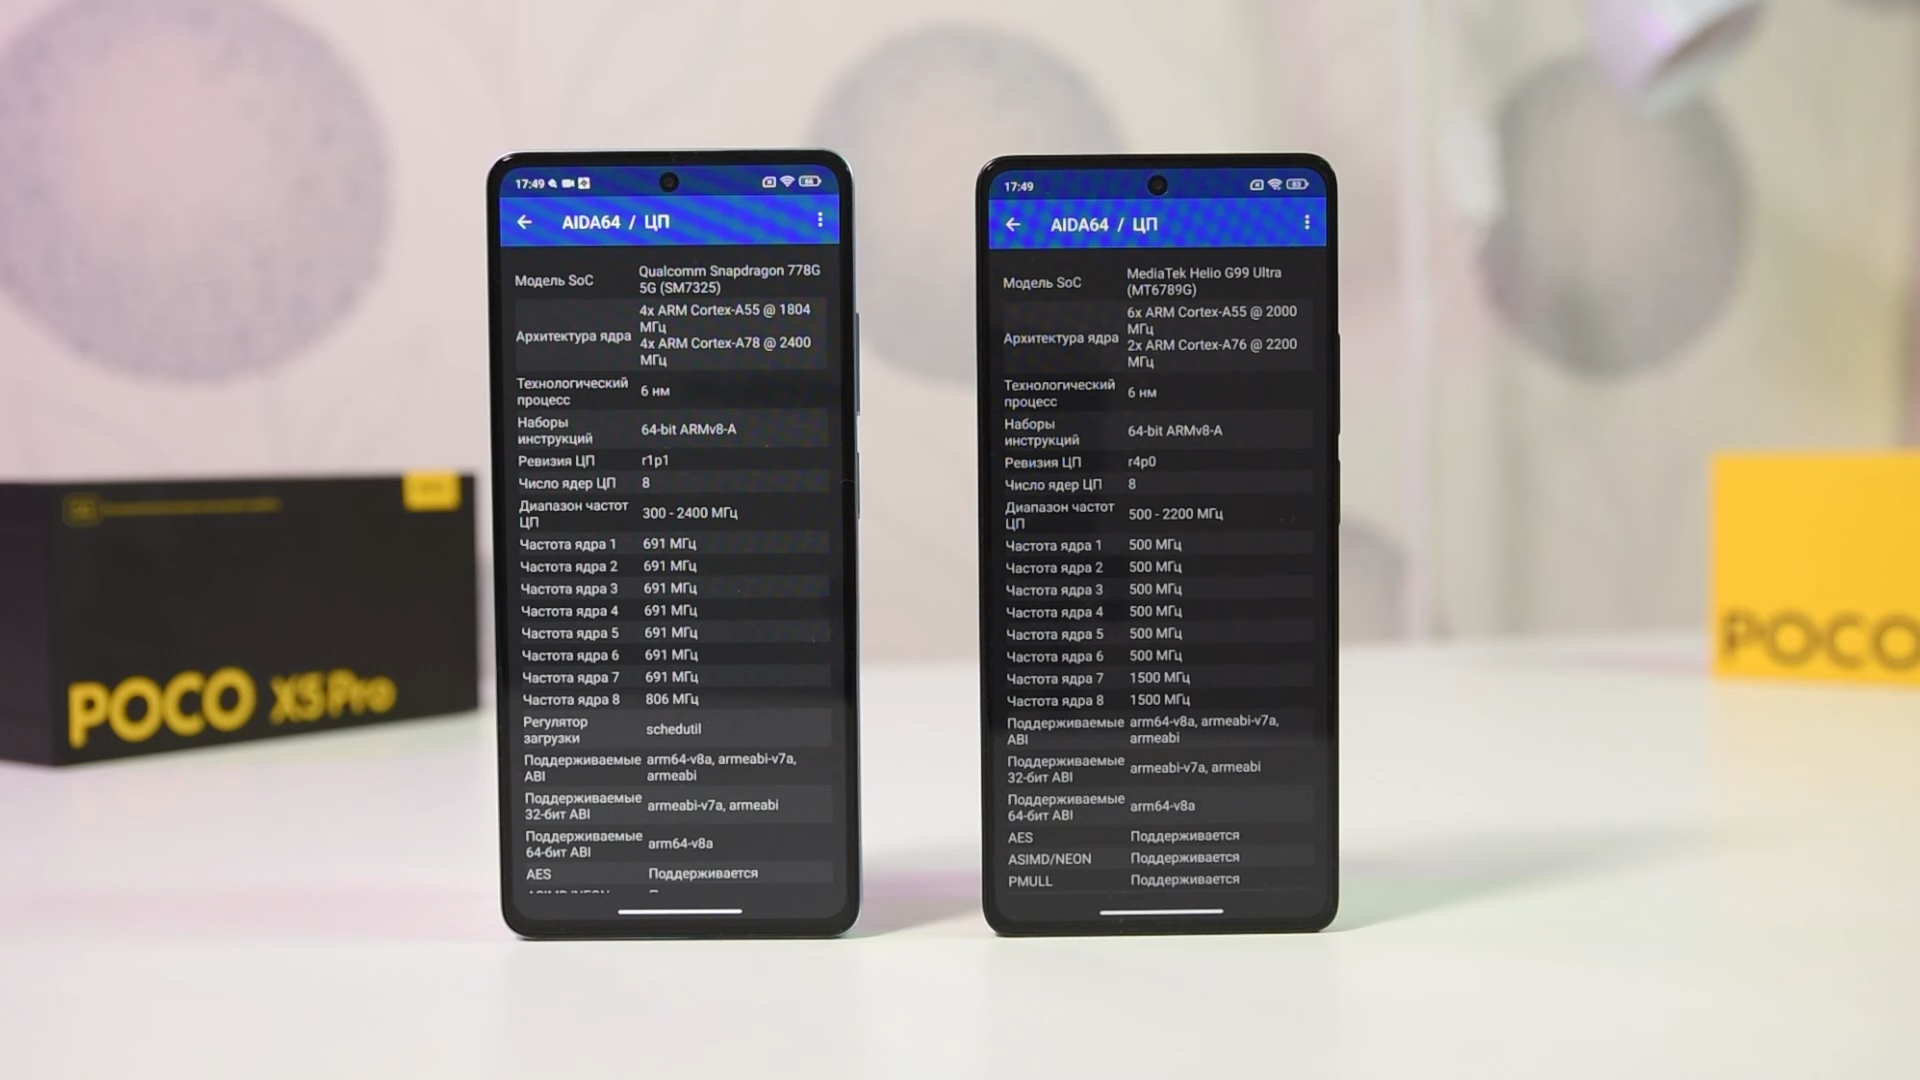 17:49
66
AIDA64 / ЦП
Модель SoC
Qualcomm Snapdragon 778G
5G (SM7325)
Архитектура ядра
4x ARM Cortex-A55 @ 1804
МГц
4x ARM Cortex-A78 @ 2400
МГц
Технологический
процесс
6 нм
Наборы
инструкций
64-bit ARMv8-A
Ревизия ЦП
r1p1
Число ядер ЦП
8
Диапазон частот
ЦП
300 - 2400 МГц
Частота ядра 1
691 МГц
Частота ядра 2
691 МГц
Частота ядра 3
691 МГц
Частота ядра 4
691 МГц
Частота ядра 5
691 МГц
Частота ядра 6
691 МГц
Частота ядра 7
691 МГц
Частота ядра 8
806 МГц
Регулятор
загрузки
schedutil
Поддерживаемые
ABI
arm64-v8a, armeabi-v7a,
armeabi
Поддерживаемые
32-бит ABI
armeabi-v7a, armeabi
Поддерживаемые
64-бит ABI
arm64-v8a
AES
Поддерживается
17:49
83
AIDA64 / ЦП
Модель SoC
MediaTek Helio G99 Ultra
(MT6789G)
Архитектура ядра
6x ARM Cortex-A55 @ 2000
МГц
2x ARM Cortex-A76 @ 2200
МГц
Технологический
процесс
6 нм
Наборы
инструкций
64-bit ARMv8-A
Ревизия ЦП
r4p0
Число ядер ЦП
8
Диапазон частот
ЦП
500 - 2200 МГц
Частота ядра 1
500 МГц
Частота ядра 2
500 МГц
Частота ядра 3
500 МГц
Частота ядра 4
500 МГц
Частота ядра 5
500 МГц
Частота ядра 6
500 МГц
Частота ядра 7
1500 МГц
Частота ядра 8
1500 МГц
Поддерживаемые
ABI
arm64-v8a, armeabi-v7a,
armeabi
Поддерживаемые
32-бит ABI
armeabi-v7a, armeabi
Поддерживаемые
64-бит ABI
arm64-v8a
AES
Поддерживается
ASIMD/NEON
Поддерживается
PMULL
Поддерживается
POCO X5 Pro
POCO